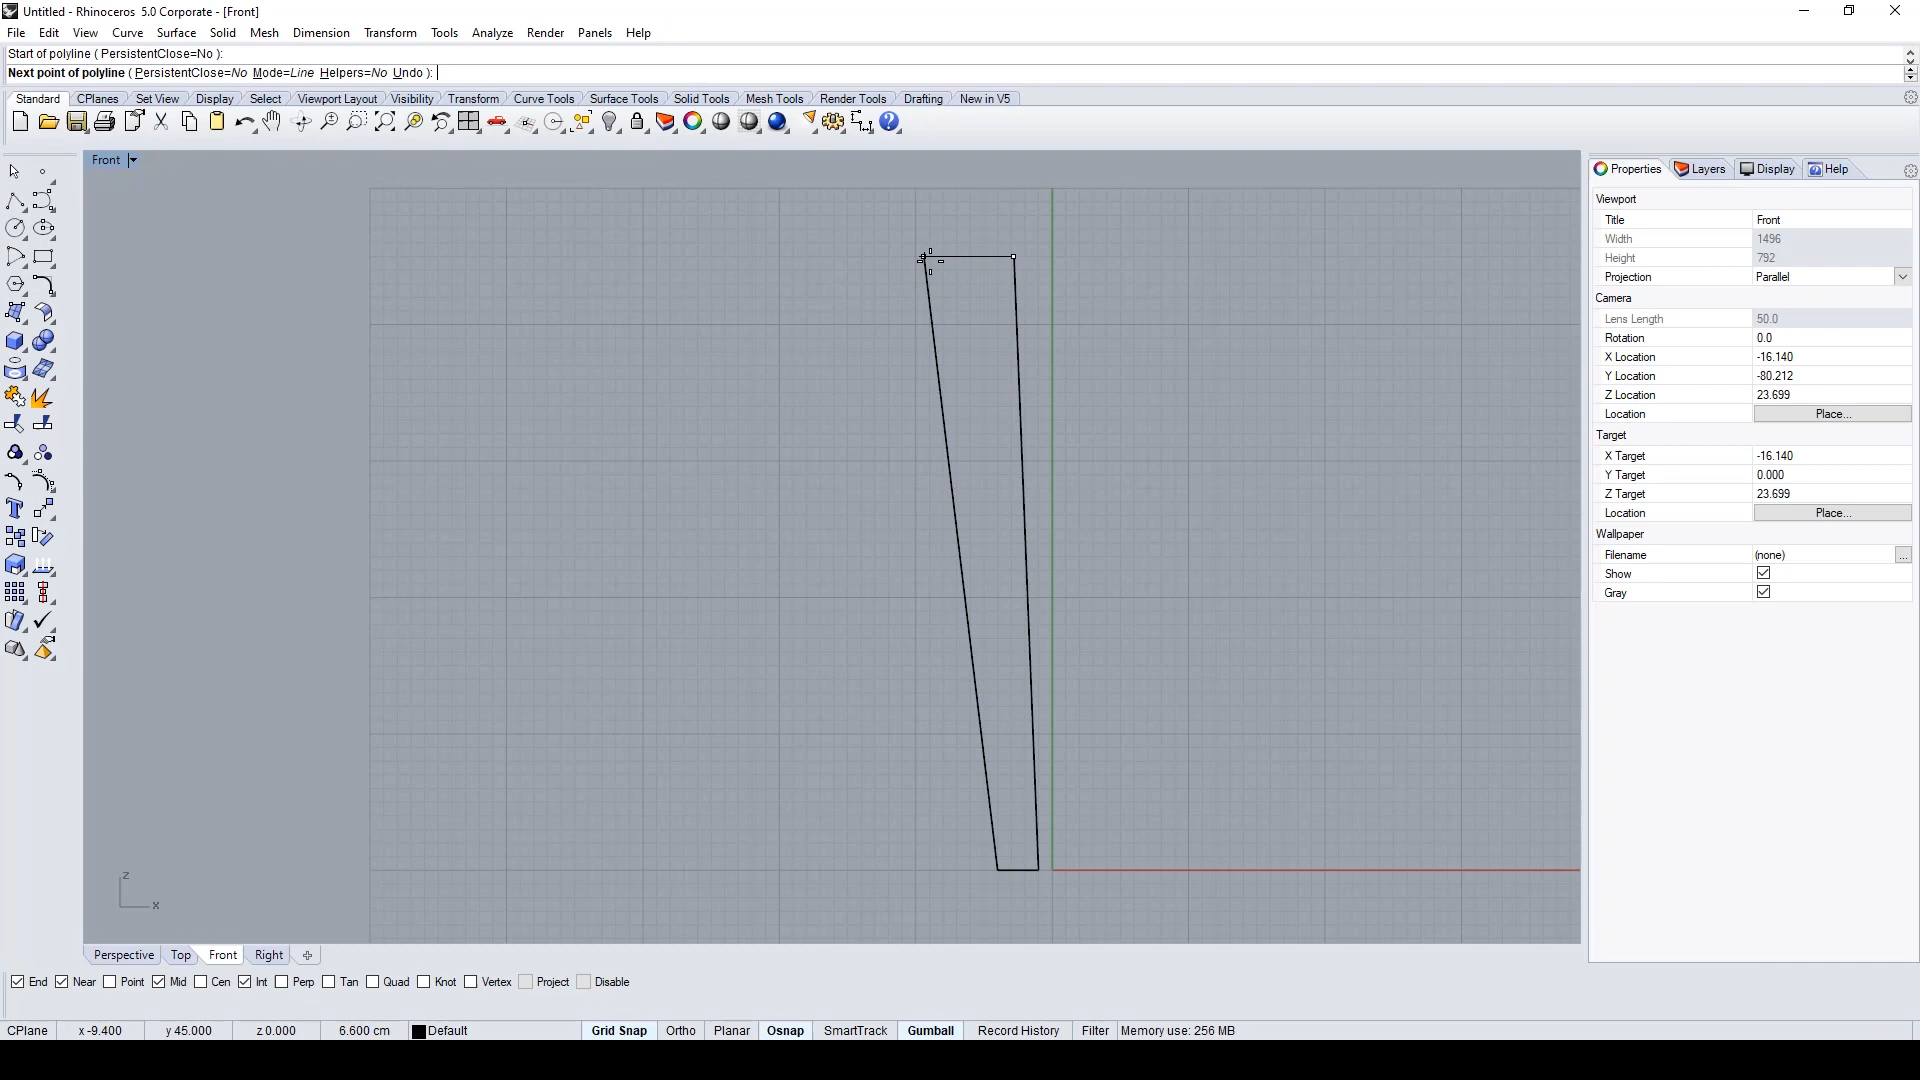 Untitled - Rhinoceros 5.0 Corporate - [Front]
File Edit View Curve Surface Solid Mesh Dimension Transform Tools Analyze Render Panels Help
Start of polyline ( PersistentClose=No ):
Next point of polyline ( PersistentClose=No Mode=Line Helpers=No Undo ):
Standard CPlanes Set View Display Select Viewport Layout Visibility Transform Curve Tools Surface Tools Solid Tools Mesh Tools Render Tools Drafting New in V5
Front
Properties Layers Display Help
Viewport
Title Front
Width 1496
Height 792
Projection Parallel
Camera
Lens Length 50.0
Rotation 0.0
X Location -16.140
Y Location -80.212
Z Location 23.699
Location Place...
Target
X Target -16.140
Y Target 0.000
Z Target 23.699
Location Place...
Wallpaper
Filename (none) ...
Show
Gray
z
x
Perspective Top Front Right
End Near Point Mid Cen Int Perp Tan Quad Knot Vertex Project Disable
CPlane x -9.400 y 45.000 z 0.000 6.600 cm Default Grid Snap Ortho Planar Osnap SmartTrack Gumball Record History Filter Memory use: 256 MB